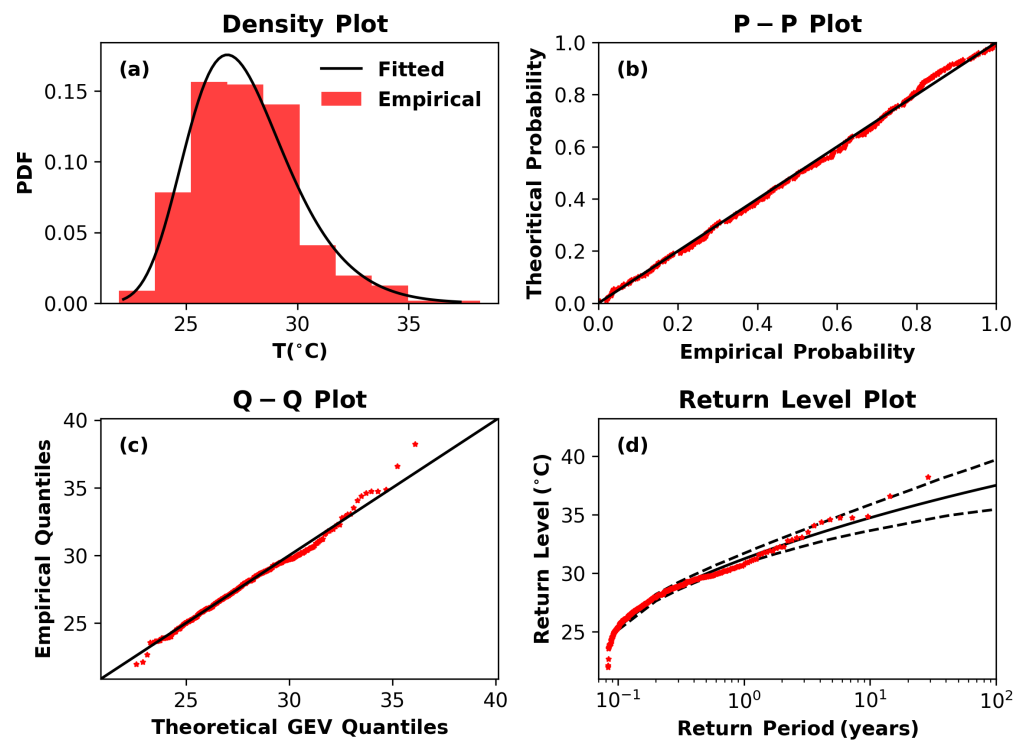 Density Plot
(a)
Fitted
Empirical
PDF
0.15
0.10
0.05
0.00
25 30 35
T(°C)
P − P Plot
(b)
Theoritical Probability
1.0
0.8
0.6
0.4
0.2
0.0
0.0 0.2 0.4 0.6 0.8 1.0
Empirical Probability
Q − Q Plot
(c)
Empirical Quantiles
40
35
30
25
25 30 35 40
Theoretical GEV Quantiles
Return Level Plot
(d)
Return Level (°C)
40
35
30
25
10⁻¹ 10⁰ 10¹ 10²
Return Period (years)